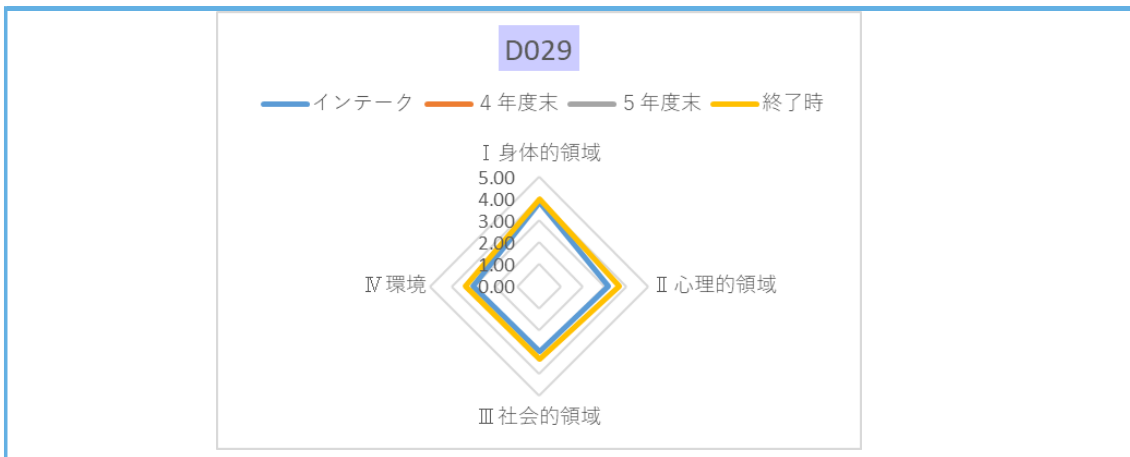 D029
インテーク 4年度末 5年度末 終了時
Ⅰ 身体的領域
5.00
4.00
3.00
2.00
1.00
0.00
Ⅳ 環境
Ⅱ 心理的領域
Ⅲ 社会的領域